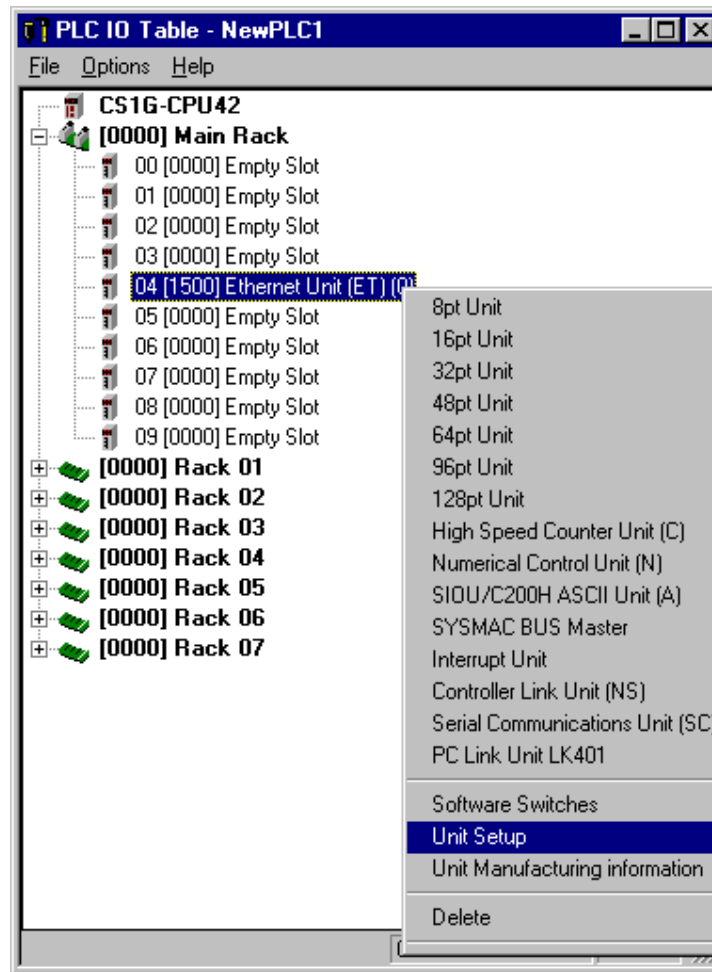 PLC IO Table - NewPLC1
File Options Help
CS1G-CPU42
[0000] Main Rack
00 [0000] Empty Slot
01 [0000] Empty Slot
02 [0000] Empty Slot
03 [0000] Empty Slot
04 [1500] Ethernet Unit (ET) (0)
05 [0000] Empty Slot
06 [0000] Empty Slot
07 [0000] Empty Slot
08 [0000] Empty Slot
09 [0000] Empty Slot
[0000] Rack 01
[0000] Rack 02
[0000] Rack 03
[0000] Rack 04
[0000] Rack 05
[0000] Rack 06
[0000] Rack 07
8pt Unit
16pt Unit
32pt Unit
48pt Unit
64pt Unit
96pt Unit
128pt Unit
High Speed Counter Unit (C)
Numerical Control Unit (N)
SIOU/C200H ASCII Unit (A)
SYSMAC BUS Master
Interrupt Unit
Controller Link Unit (NS)
Serial Communications Unit (SC
PC Link Unit LK401
Software Switches
Unit Setup
Unit Manufacturing information
Delete